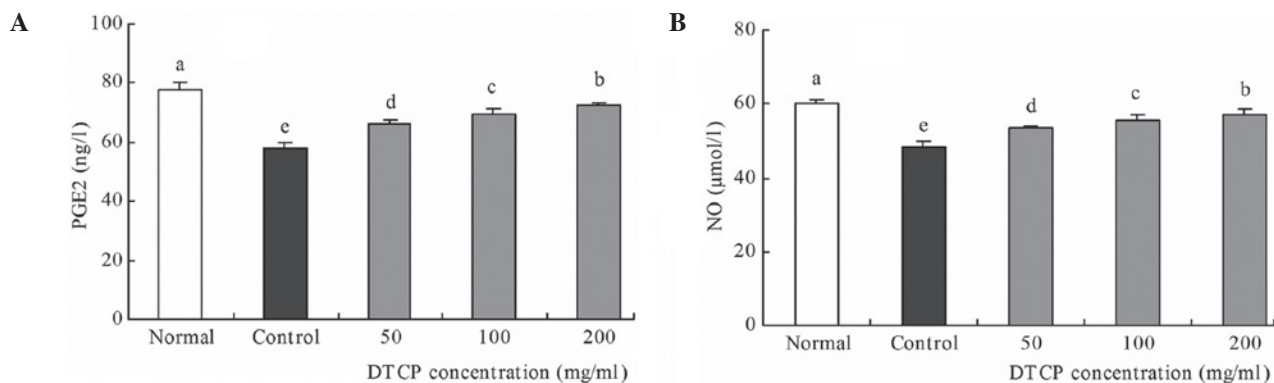 A
100
80
60
40
20
0
PGE2 (ng/l)
a
e
d
c
b
Normal Control 50 100 200
DTCP concentration (mg/ml)
B
80
60
40
20
0
NO (μmol/l)
a
e
d
c
b
Normal Control 50 100 200
DTCP concentration (mg/ml)